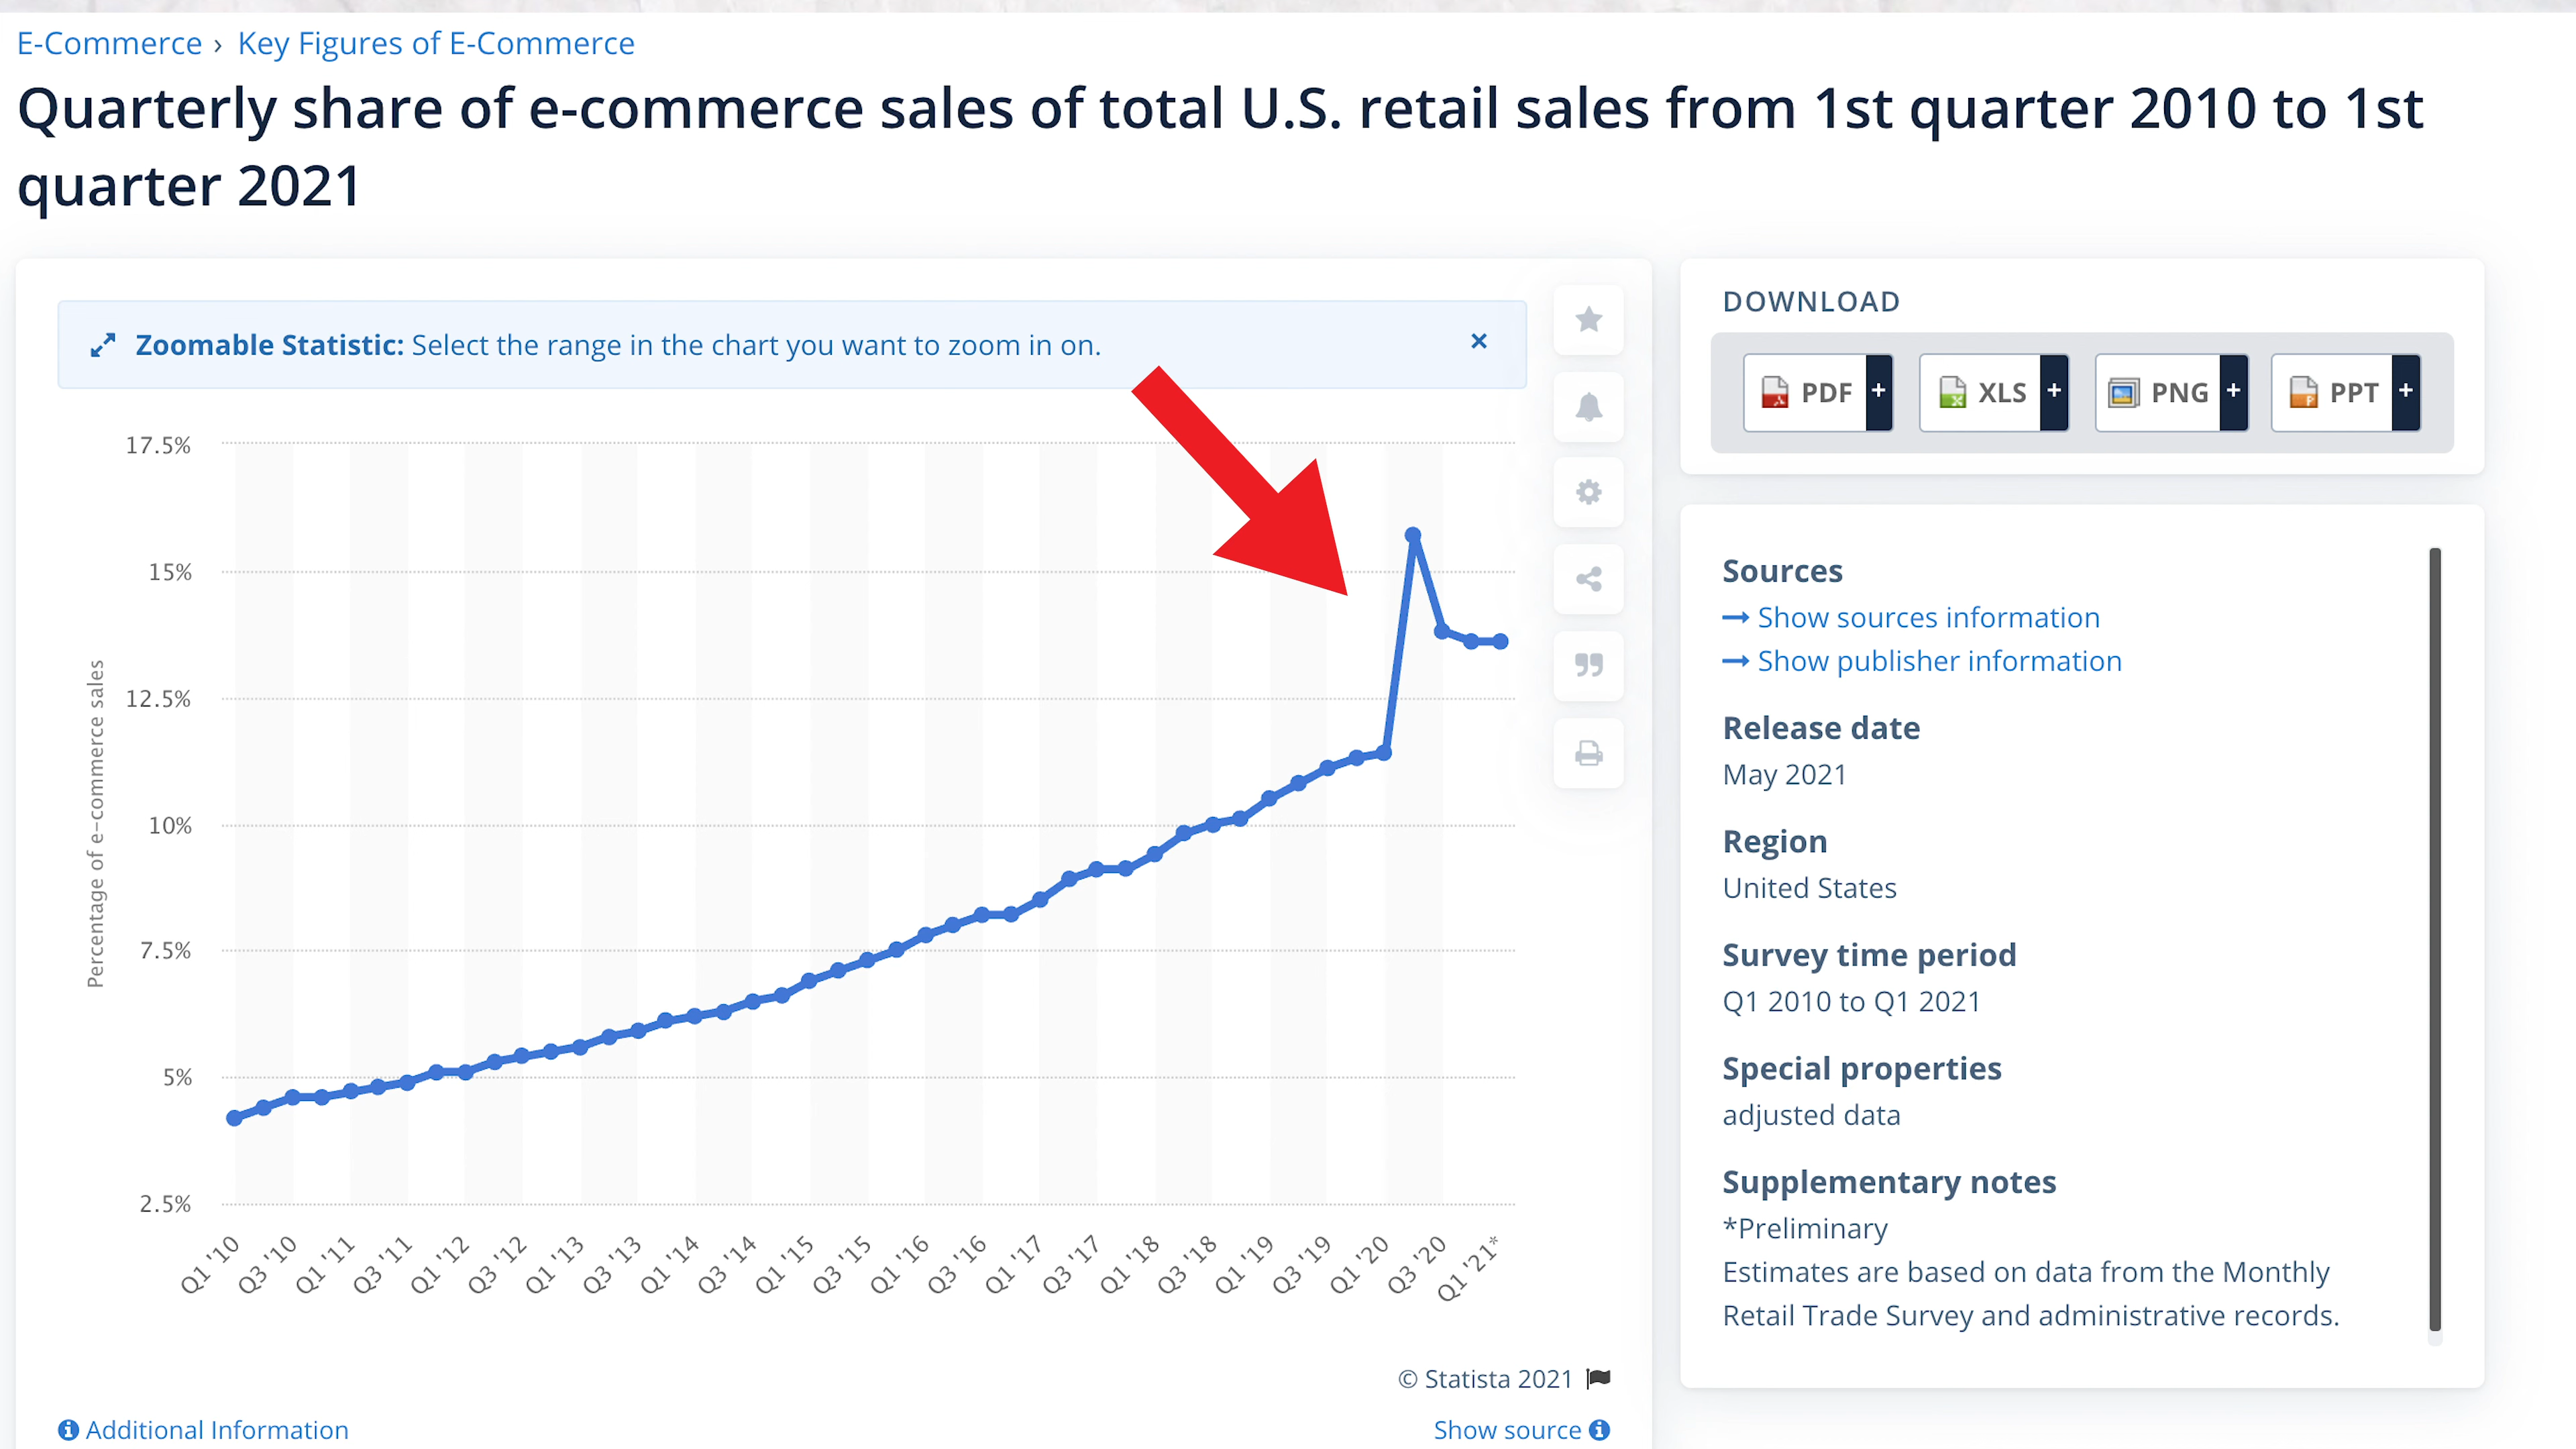 E-Commerce › Key Figures of E-Commerce
Quarterly share of e-commerce sales of total U.S. retail sales from 1st quarter 2010 to 1st
quarter 2021
Zoomable Statistic: Select the range in the chart you want to zoom in on. ×
17.5%
15%
12.5%
10%
7.5%
5%
2.5%
Percentage of e-commerce sales
Q1 '10
Q3 '10
Q1 '11
Q3 '11
Q1 '12
Q3 '12
Q1 '13
Q3 '13
Q1 '14
Q3 '14
Q1 '15
Q3 '15
Q1 '16
Q3 '16
Q1 '17
Q3 '17
Q1 '18
Q3 '18
Q1 '19
Q3 '19
Q1 '20
Q3 '20
Q1 '21*
© Statista 2021
Additional Information
Show source
DOWNLOAD
PDF + XLS + PNG + PPT +
Sources
→ Show sources information
→ Show publisher information
Release date
May 2021
Region
United States
Survey time period
Q1 2010 to Q1 2021
Special properties
adjusted data
Supplementary notes
*Preliminary
Estimates are based on data from the Monthly
Retail Trade Survey and administrative records.